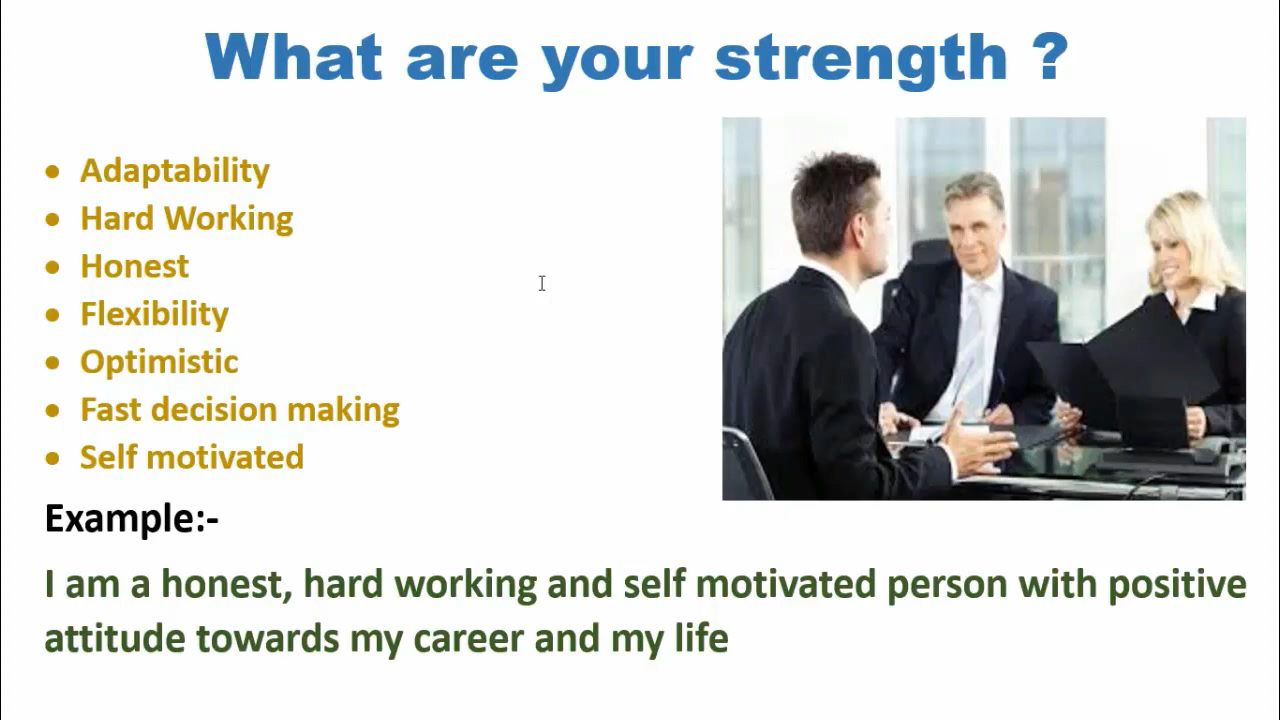 What are your strength ?
• Adaptability
• Hard Working
• Honest
• Flexibility
• Optimistic
• Fast decision making
• Self motivated
Example:-
I am a honest, hard working and self motivated person with positive
attitude towards my career and my life